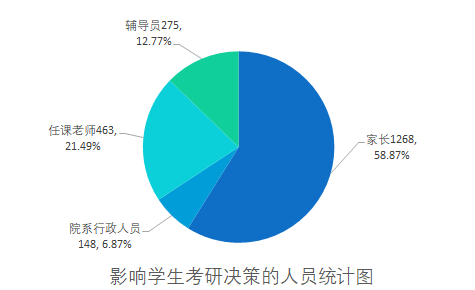 辅导员275,
12.77%
家长1268,
58.87%
任课老师463,
21.49%
院系行政人员
148, 6.87%
影响学生考研决策的人员统计图